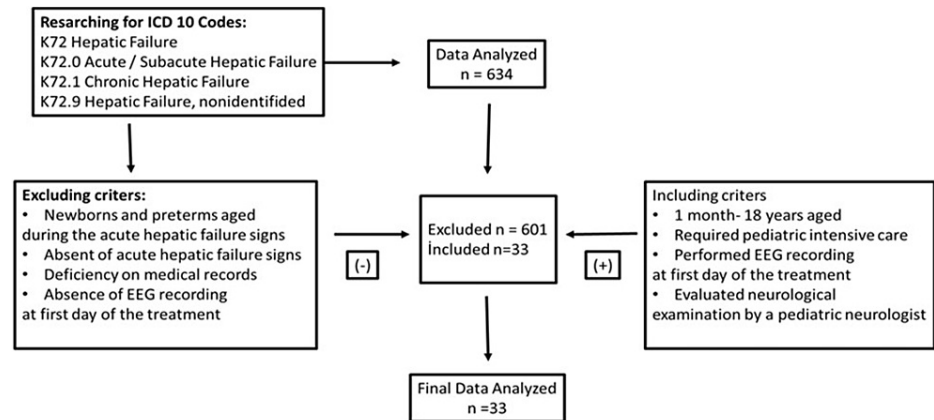 Resarching for ICD 10 Codes:
K72 Hepatic Failure
K72.0 Acute / Subacute Hepatic Failure
K72.1 Chronic Hepatic Failure
K72.9 Hepatic Failure, nonidentifided
Data Analyzed
n = 634
Excluding criters:
• Newborns and preterms aged
during the acute hepatic failure signs
• Absent of acute hepatic failure signs
• Deficiency on medical records
• Absence of EEG recording
at first day of the treatment
(-)
Excluded n = 601
İncluded n=33
(+)
Including criters
• 1 month- 18 years aged
• Required pediatric intensive care
• Performed EEG recording
at first day of the treatment
• Evaluated neurological
examination by a pediatric neurologist
Final Data Analyzed
n =33